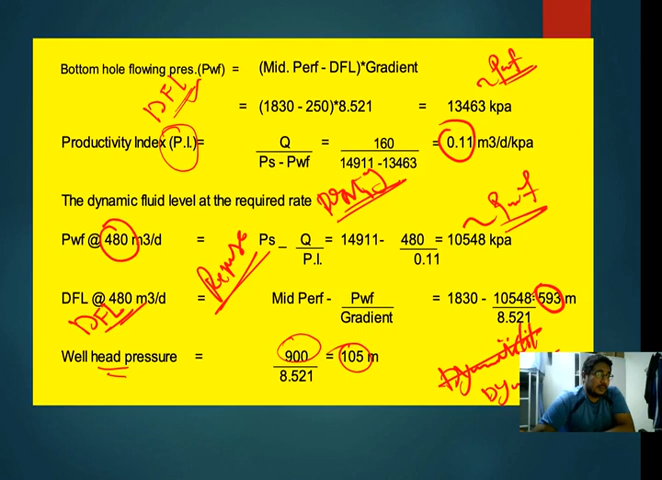 Bottom hole flowing pres.(Pwf) = (Mid. Perf - DFL)*Gradient
~Pwf
DFL
= (1830 - 250)*8.521 = 13463 kpa
Productivity Index (P.I.)= Q = 160 = 0.11 m3/d/kpa
Ps - Pwf 14911 -13463
The dynamic fluid level at the required rate
~Pwf
Pwf @ 480 m3/d = Ps _ Q = 14911- 480 = 10548 kpa
P.I. 0.11
DFL @ 480 m3/d = Mid Perf - Pwf = 1830 - 10548=593 m
Gradient 8.521
DFL
Well head pressure = 900 = 105 m
8.521